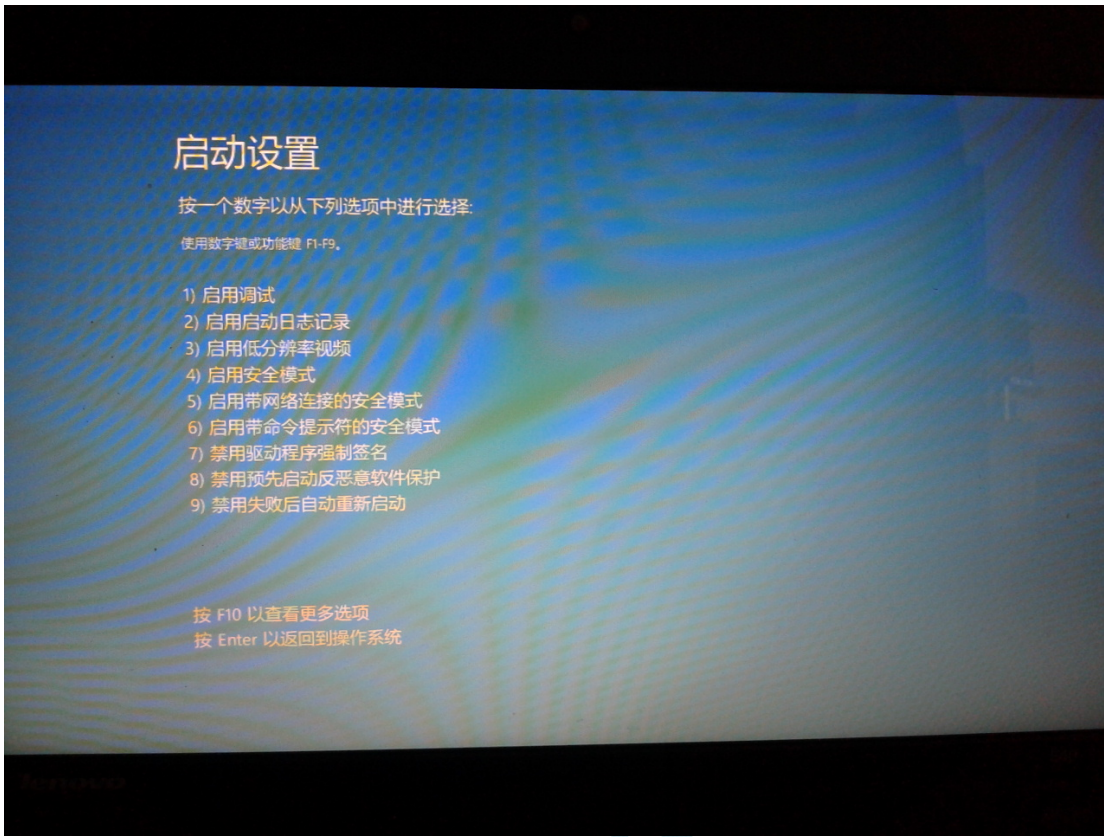 启动设置
按一个数字以从下列选项中进行选择:
使用数字键或功能键 F1-F9。
1) 启用调试
2) 启用启动日志记录
3) 启用低分辨率视频
4) 启用安全模式
5) 启用带网络连接的安全模式
6) 启用带命令提示符的安全模式
7) 禁用驱动程序强制签名
8) 禁用预先启动反恶意软件保护
9) 禁用失败后自动重新启动
按 F10 以查看更多选项
按 Enter 以返回到操作系统
lenovo